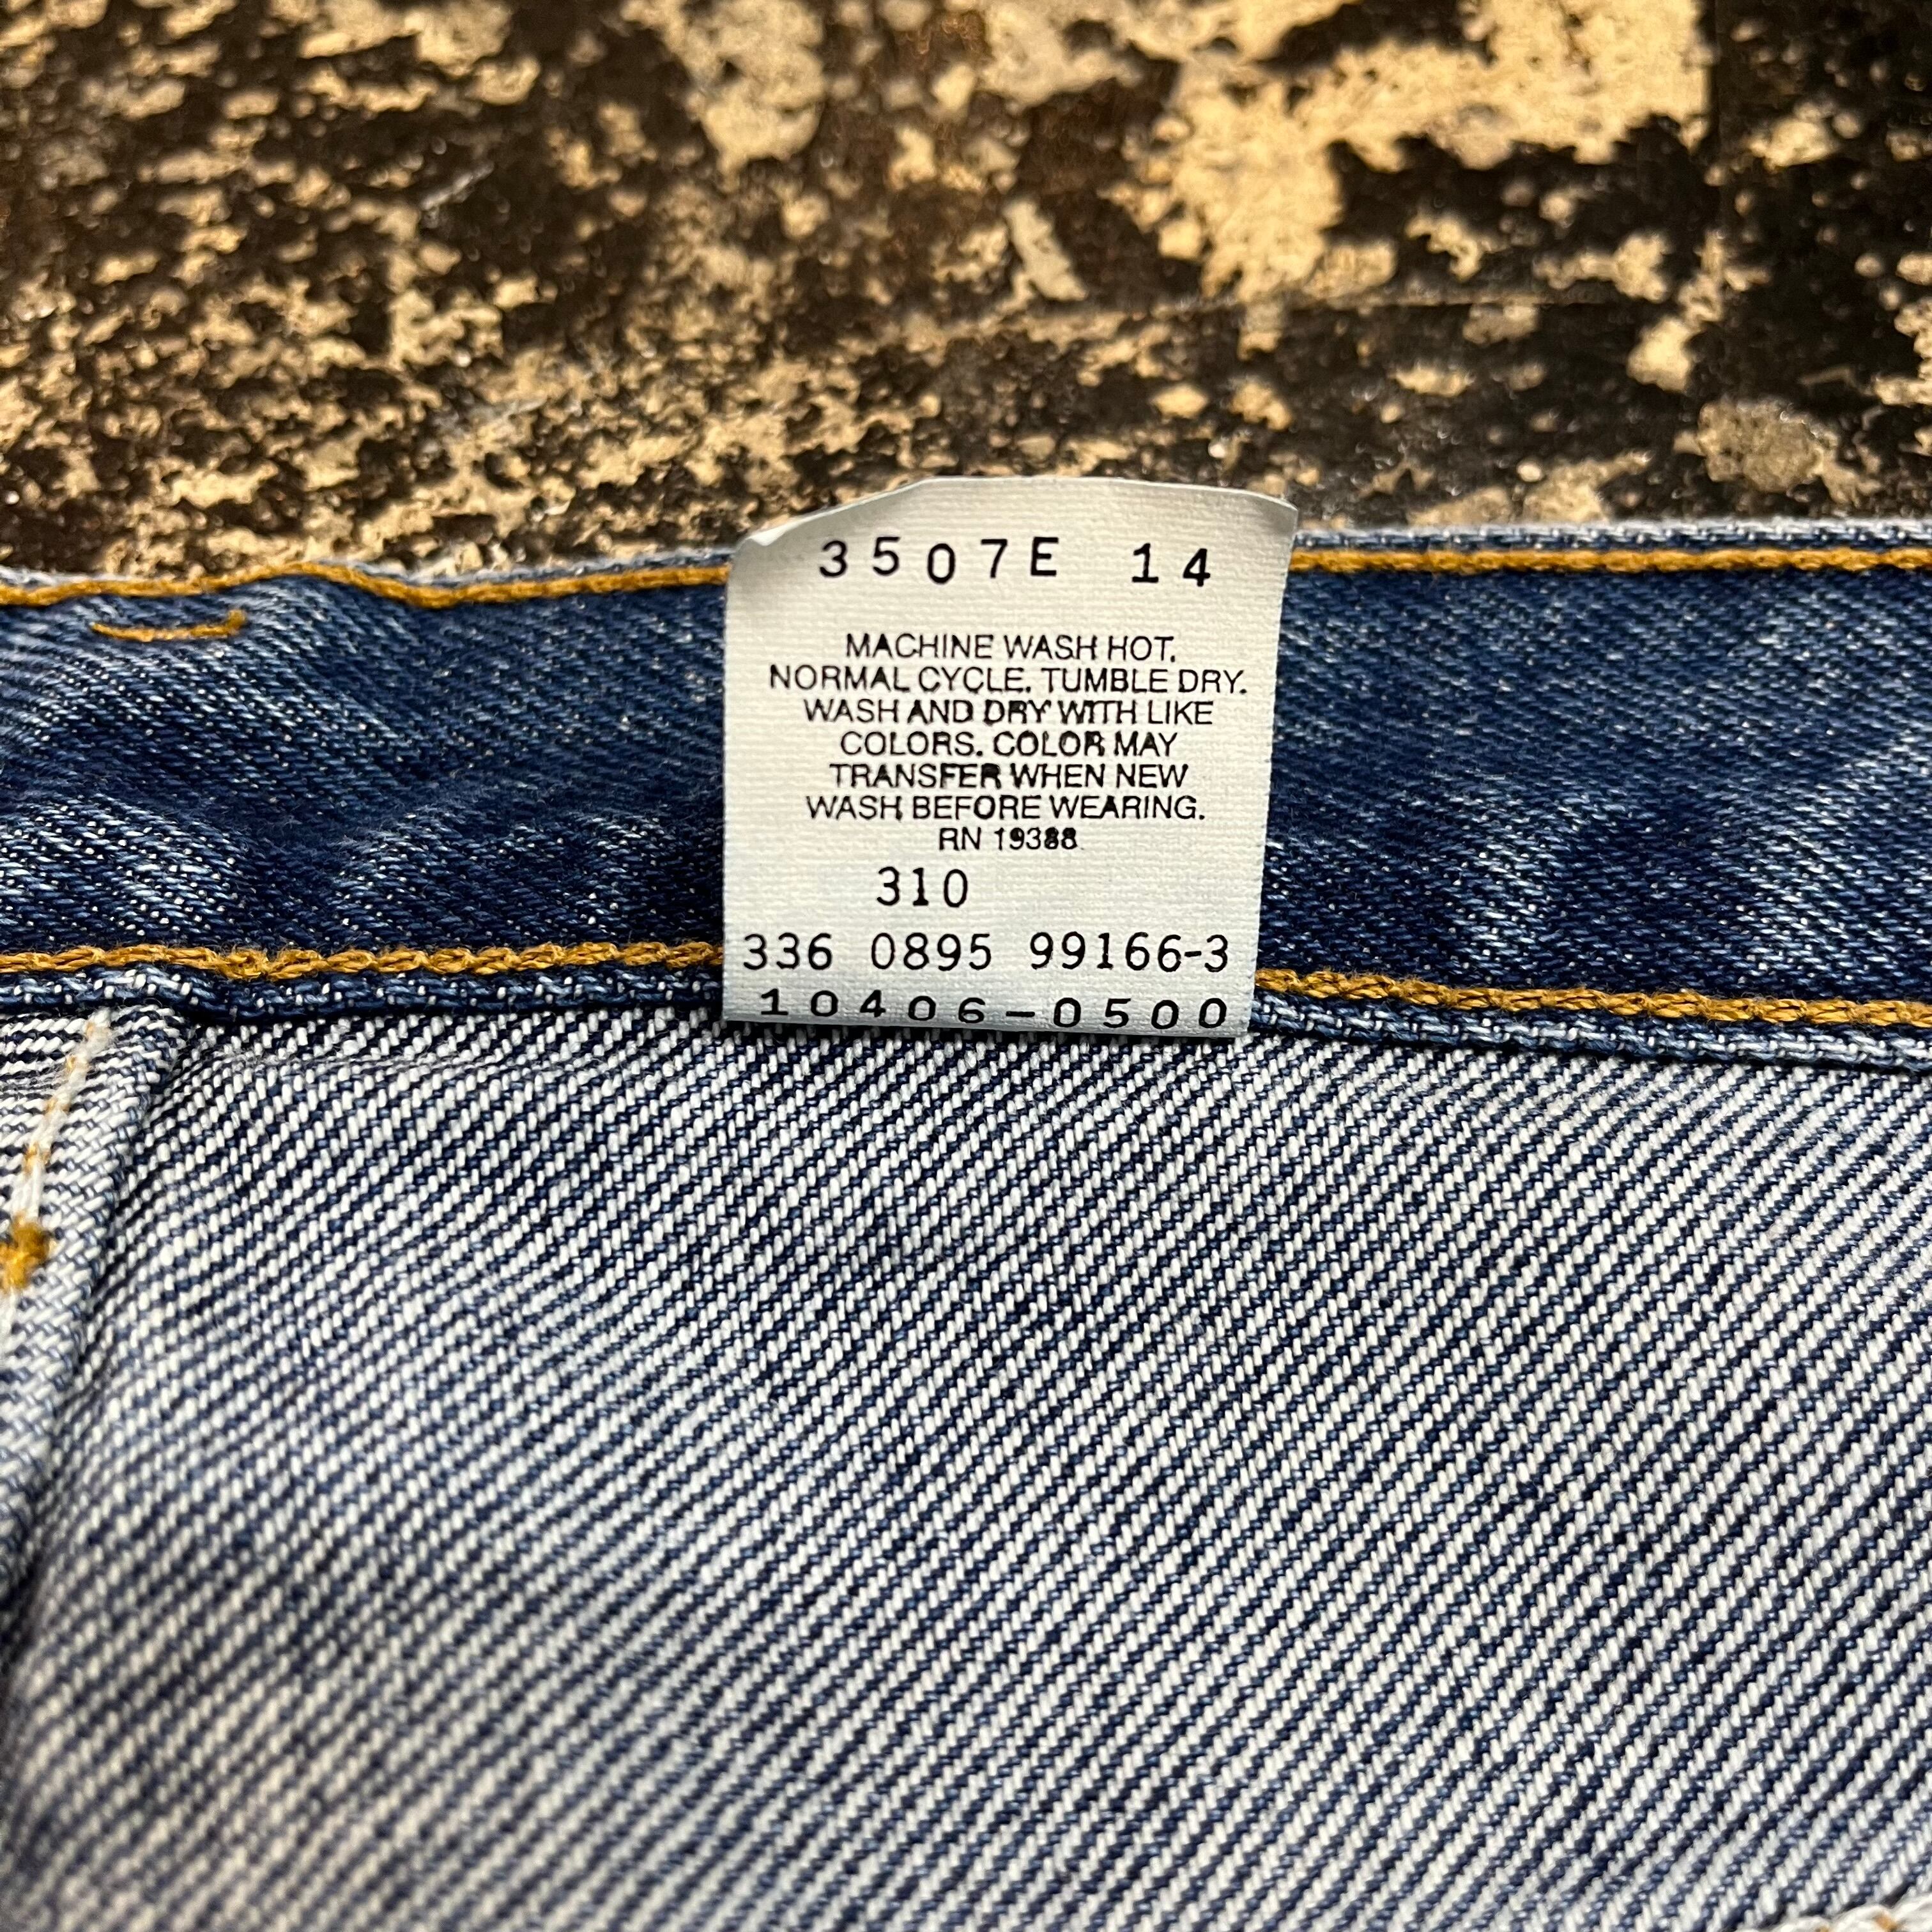 3507E 14
MACHINE WASH HOT.
NORMAL CYCLE. TUMBLE DRY.
WASH AND DRY WITH LIKE
COLORS. COLOR MAY
TRANSFER WHEN NEW
WASH BEFORE WEARING.
RN 19388
310
336 0895 99166-3
10406-0500